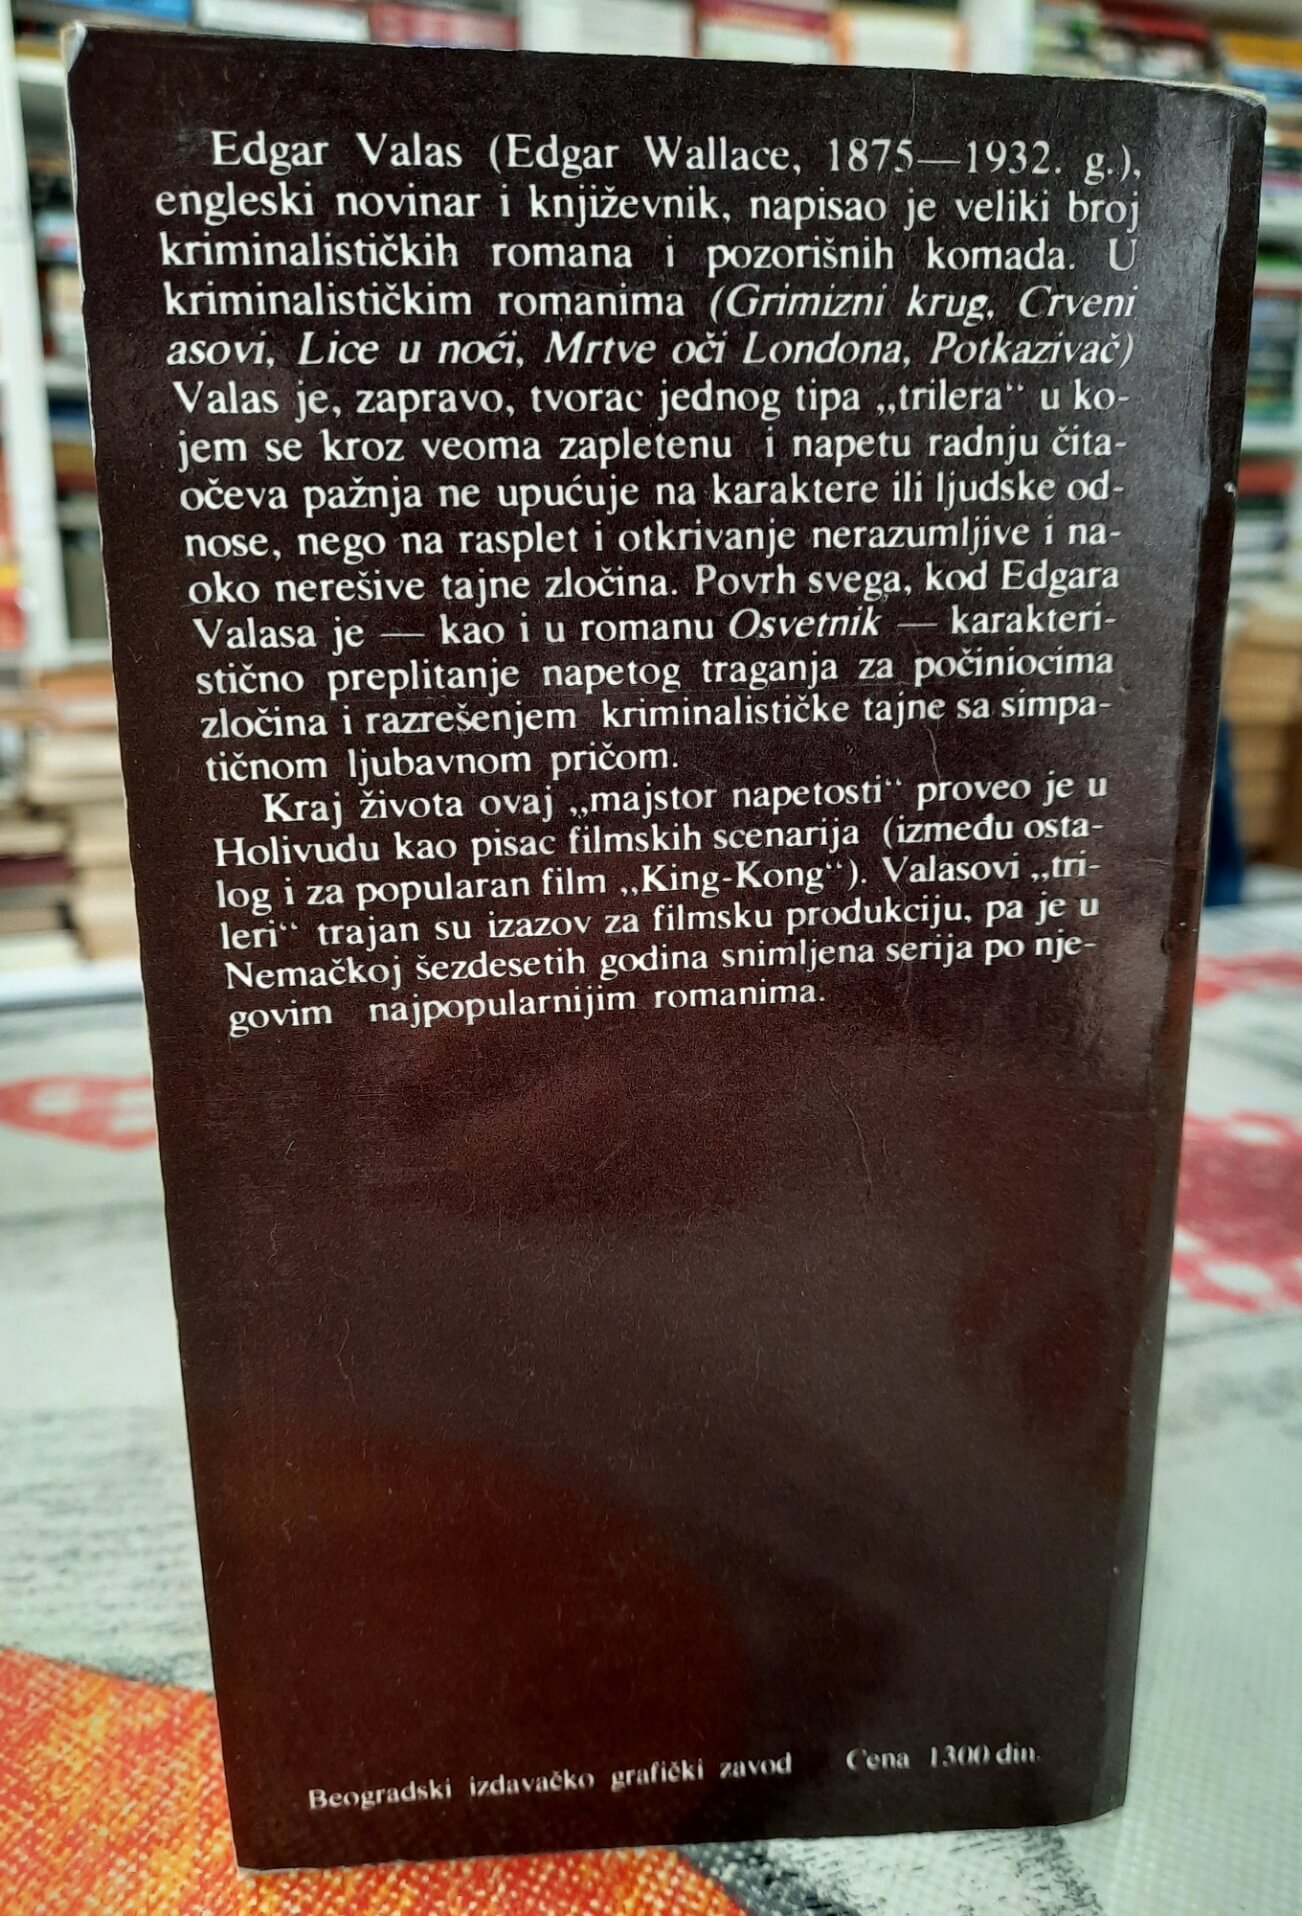 Edgar Valas (Edgar Wallace, 1875—1932. g.),
engleski novinar i književnik, napisao je veliki broj
kriminalističkih romana i pozorišnih komada. U
kriminalističkim romanima (Grimizni krug, Crveni
asovi, Lice u noći, Mrtve oči Londona, Potkazivač)
Valas je, zapravo, tvorac jednog tipa „trilera“ u ko-
jem se kroz veoma zapletenu i napetu radnju čita-
očeva pažnja ne upućuje na karaktere ili ljudske od-
nose, nego na rasplet i otkrivanje nerazumljive i na-
oko nerešive tajne zločina. Povrh svega, kod Edgara
Valasa je — kao i u romanu Osvetnik — karakteri-
stično preplitanje napetog traganja za počiniocima
zločina i razrešenjem kriminalističke tajne sa simpa-
tičnom ljubavnom pričom.
Kraj života ovaj „majstor napetosti“ proveo je u
Holivudu kao pisac filmskih scenarija (između osta-
log i za popularan film „King-Kong“). Valasovi „tri-
leri“ trajan su izazov za filmsku produkciju, pa je u
Nemačkoj šezdesetih godina snimljena serija po nje-
govim najpopularnijim romanima.
Beogradski izdavačko grafički zavod Cena 1300 din.